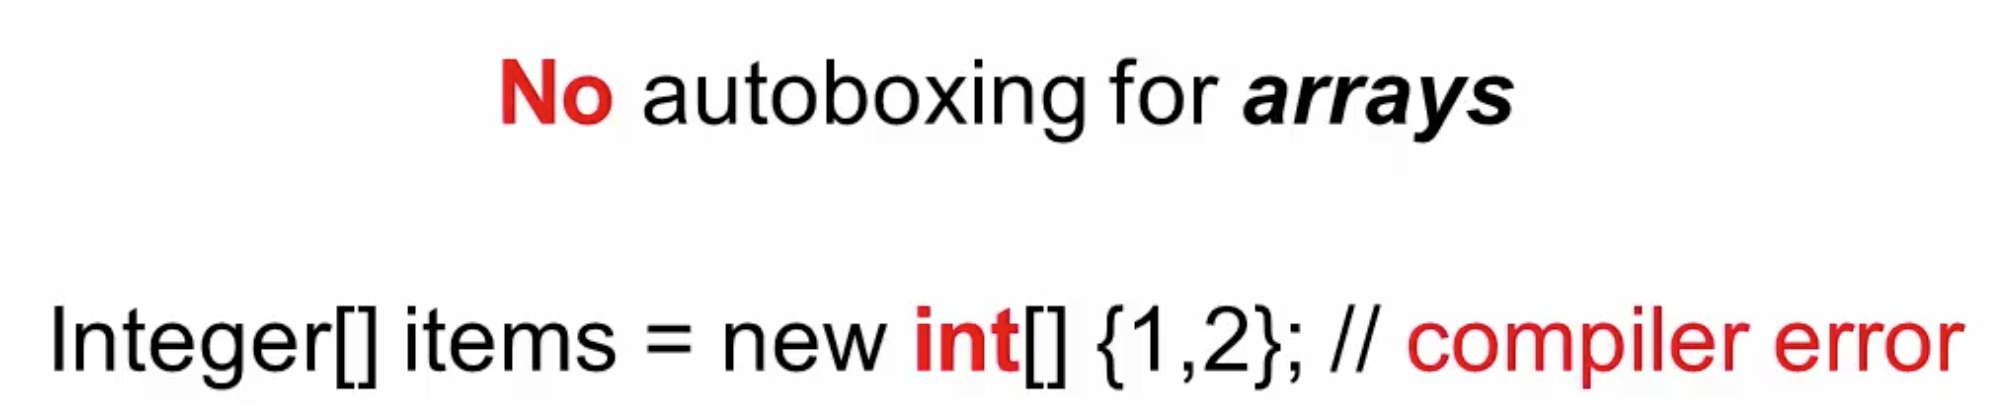 No autoboxing for arrays
Integer[] items = new int[] {1,2}; // compiler error